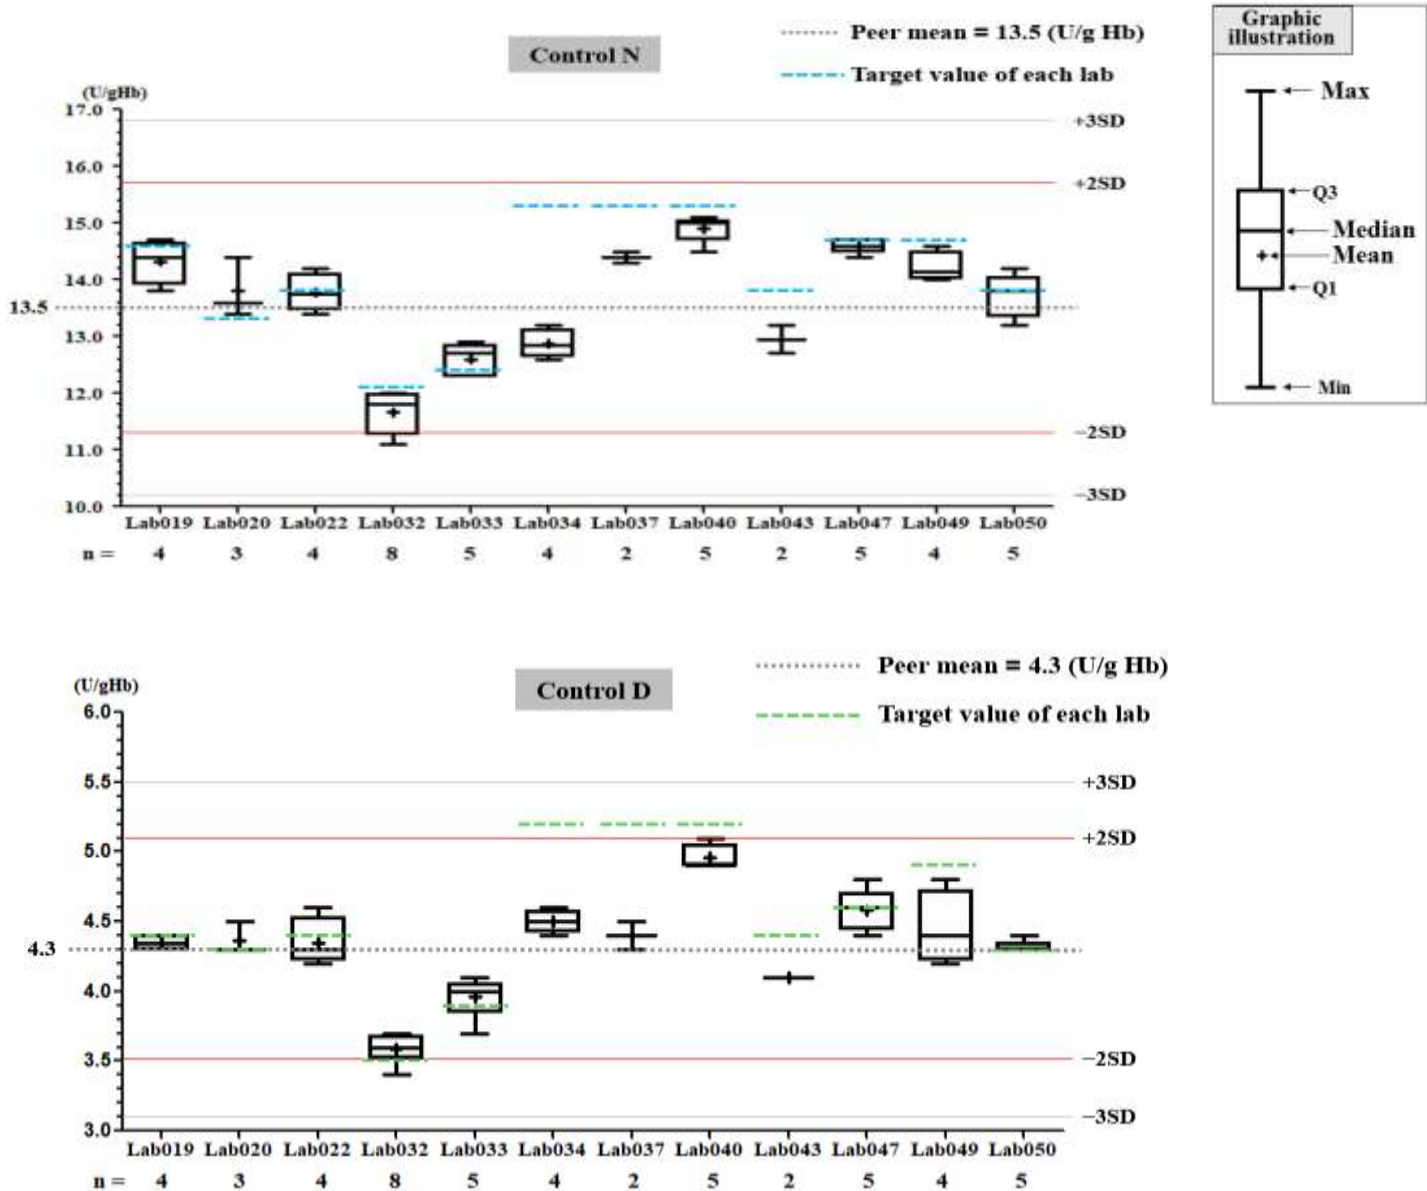 Control N
Peer mean = 13.5 (U/g Hb)
Target value of each lab
(U/gHb)
17.0
16.0
15.0
14.0
13.5
13.0
12.0
11.0
10.0
+3SD
+2SD
−2SD
−3SD
Lab019 Lab020 Lab022 Lab032 Lab033 Lab034 Lab037 Lab040 Lab043 Lab047 Lab049 Lab050
n = 4 3 4 8 5 4 2 5 2 5 4 5
Graphic
illustration
Max
Q3
Median
Mean
Q1
Min
Control D
Peer mean = 4.3 (U/g Hb)
Target value of each lab
(U/gHb)
6.0
5.5
5.0
4.5
4.3
4.0
3.5
3.0
+3SD
+2SD
−2SD
−3SD
Lab019 Lab020 Lab022 Lab032 Lab033 Lab034 Lab037 Lab040 Lab043 Lab047 Lab049 Lab050
n = 4 3 4 8 5 4 2 5 2 5 4 5